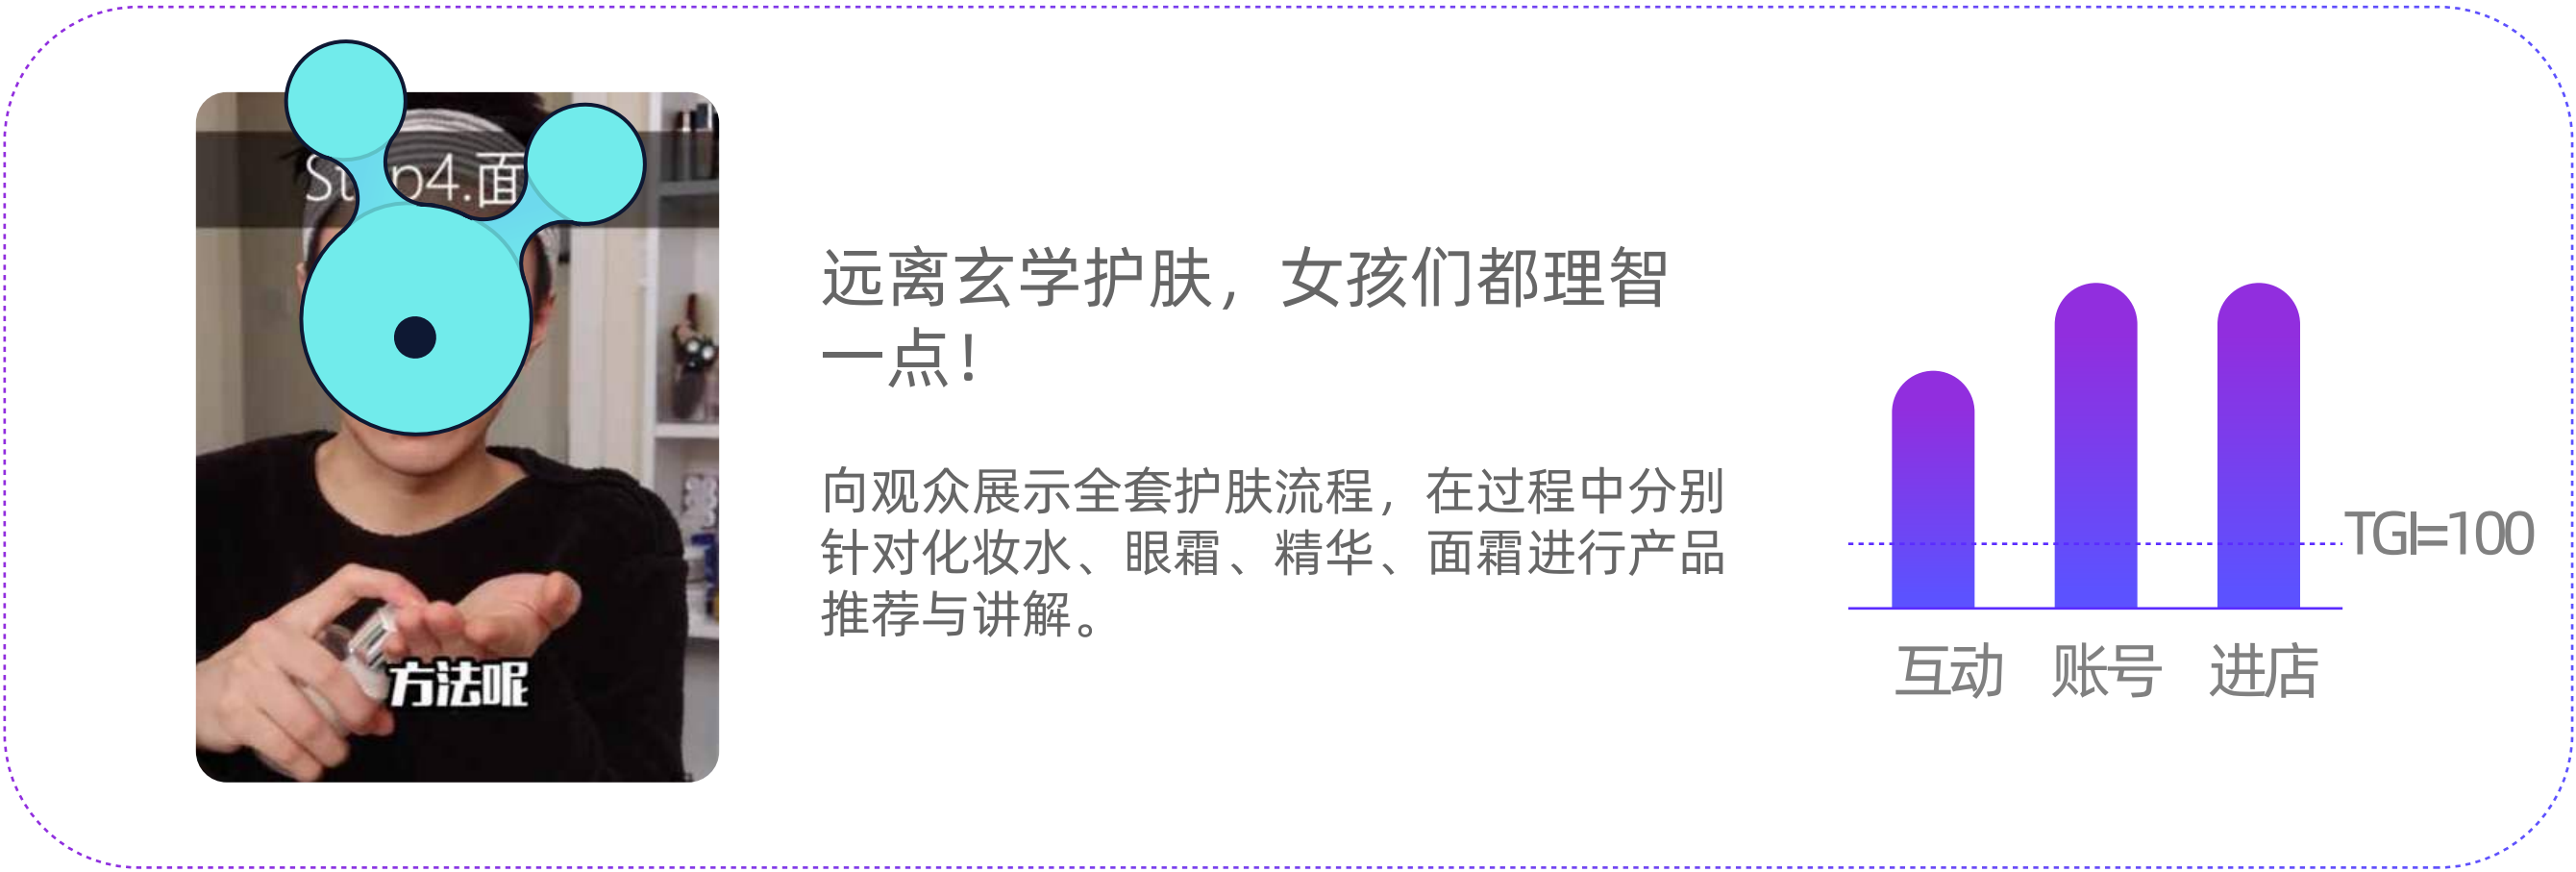 p4.面
方法呢
远离玄学护肤，女孩们都理智
一点！
向观众展示全套护肤流程，在过程中分别
针对化妆水、眼霜、精华、面霜进行产品
推荐与讲解。
TGI=100
互动 账号 进店